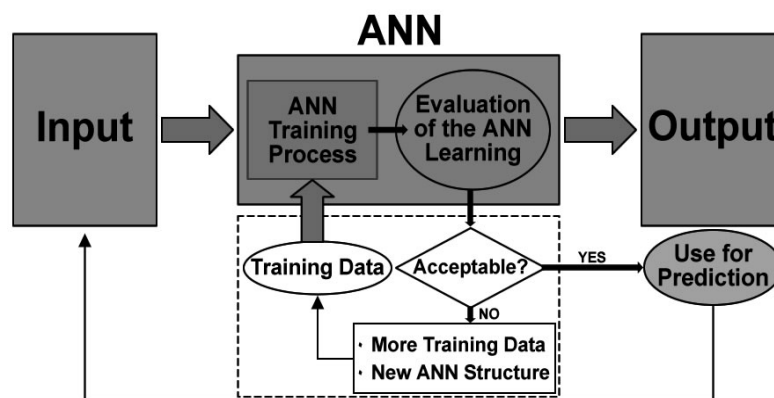 ANN
Input
ANN
Training
Process
Evaluation
of the ANN
Learning
Output
Training Data
Acceptable?
YES
Use for
Prediction
NO
· More Training Data
· New ANN Structure